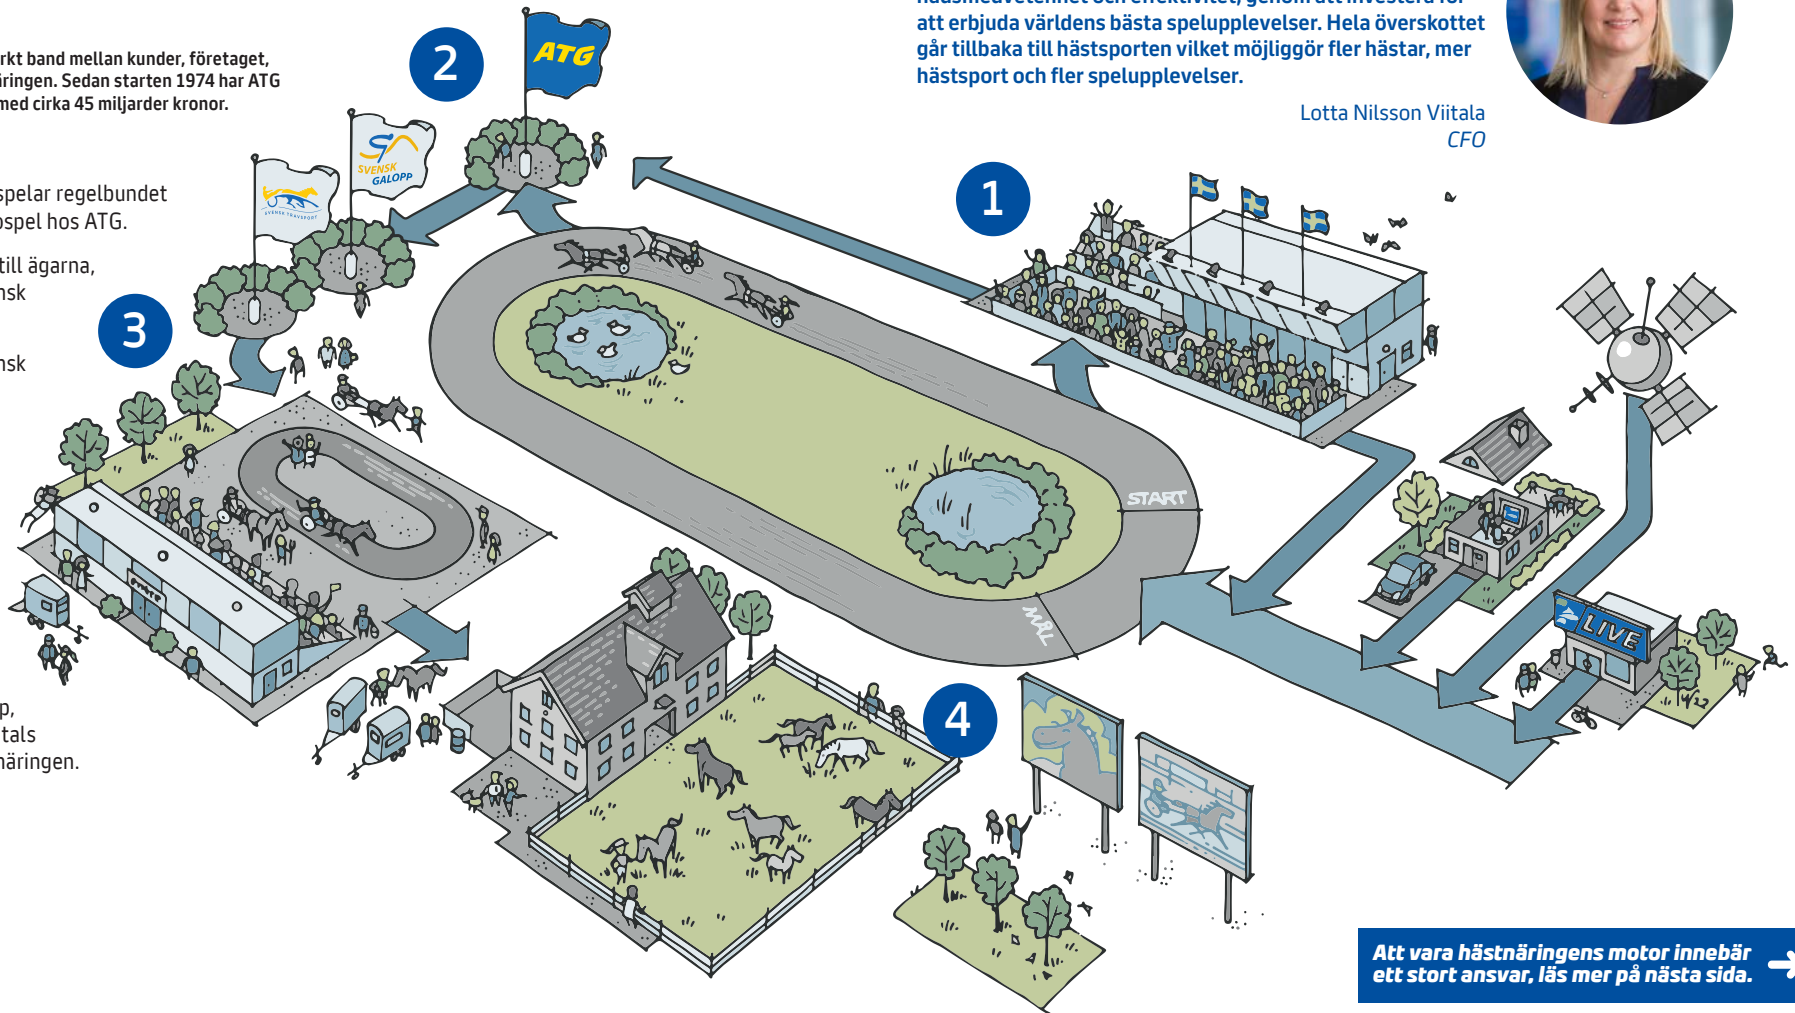 rkt band mellan kunder, företaget,
äringen. Sedan starten 1974 har ATG
med cirka 45 miljarder kronor.
spelar regelbundet
ospel hos ATG.
till ägarna,
nsk
nsk
p,
tals
näringen.
att erbjuda världens bästa spelupplevelser. Hela överskottet
går tillbaka till hästsporten vilket möjliggör fler hästar, mer
hästsport och fler spelupplevelser.
Lotta Nilsson Viitala
CFO
2
ATG
SVENSK
GALOPP
SVENSK TRAVSPORT
1
3
START
MÅL
LIVE
4
Att vara hästnäringens motor innebär
ett stort ansvar, läs mer på nästa sida.